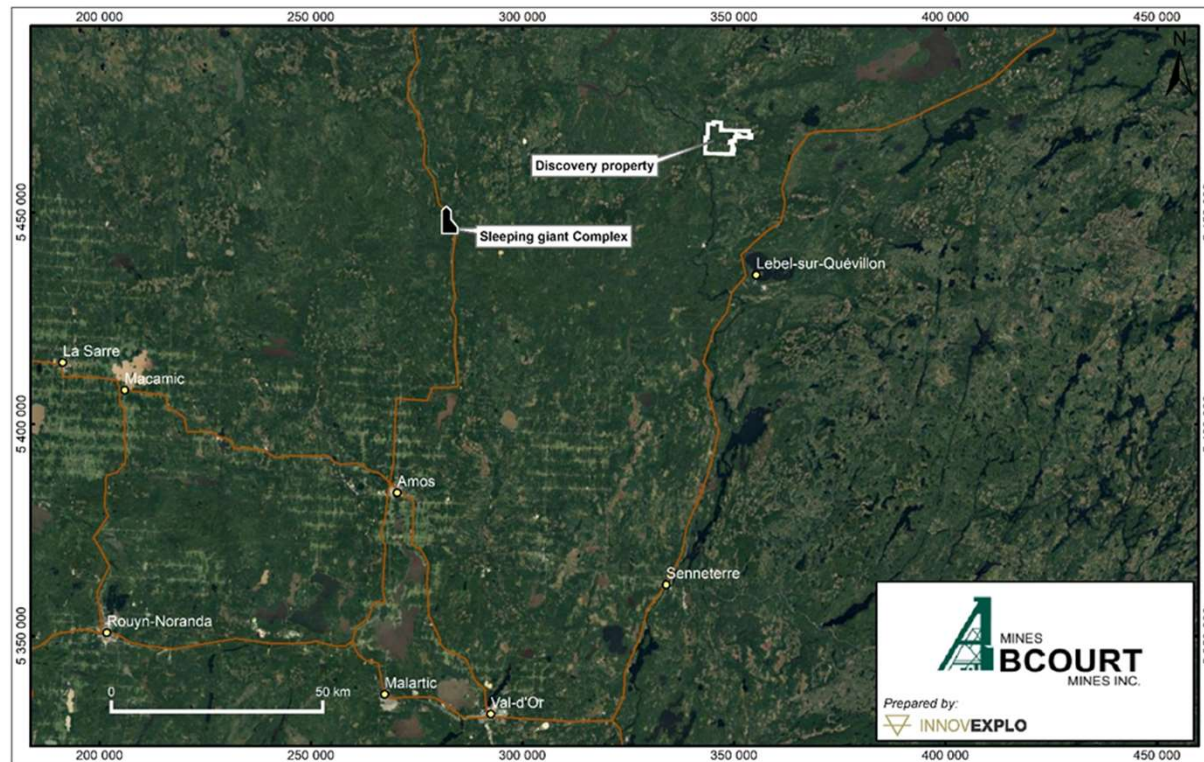 200 000 250 000 300 000 350 000 400 000 450 000
N
Discovery property
5 450 000
Sleeping giant Complex
Lebel-sur-Quévillon
La Sarre
Macamic
5 400 000
Amos
Senneterre
Rouyn-Noranda
5 350 000
0 50 km
Malartic
Val-d'Or
MINES
ABCOURT
MINES INC.
Prepared by:
INNOVEXPLO
200 000 250 000 300 000 350 000 400 000 450 000